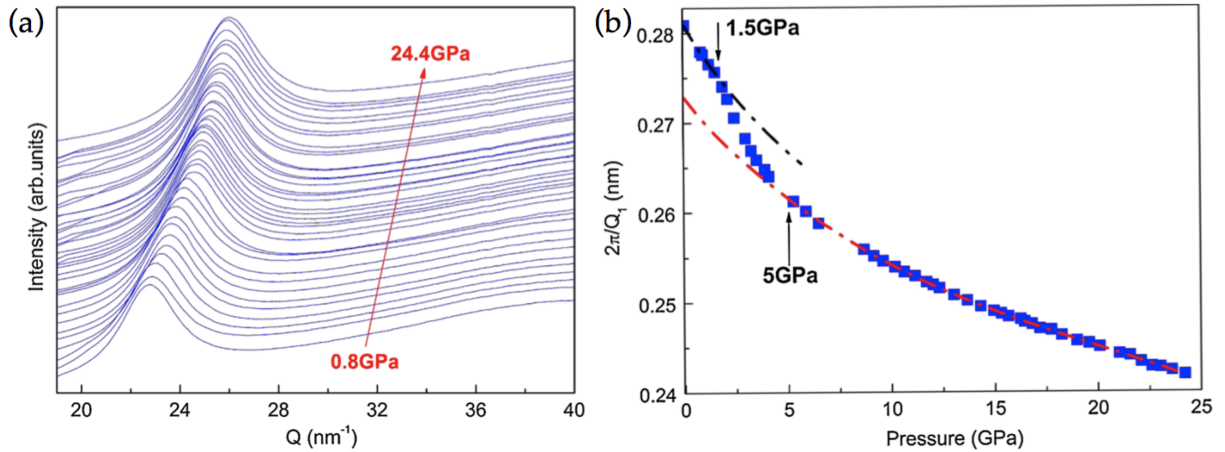 (a)
24.4GPa
0.8GPa
Intensity (arb.units)
20 24 28 32 36 40
Q (nm⁻¹)
(b)
1.5GPa
5GPa
2π/Q₁ (nm)
0.28
0.27
0.26
0.25
0.24
0 5 10 15 20 25
Pressure (GPa)